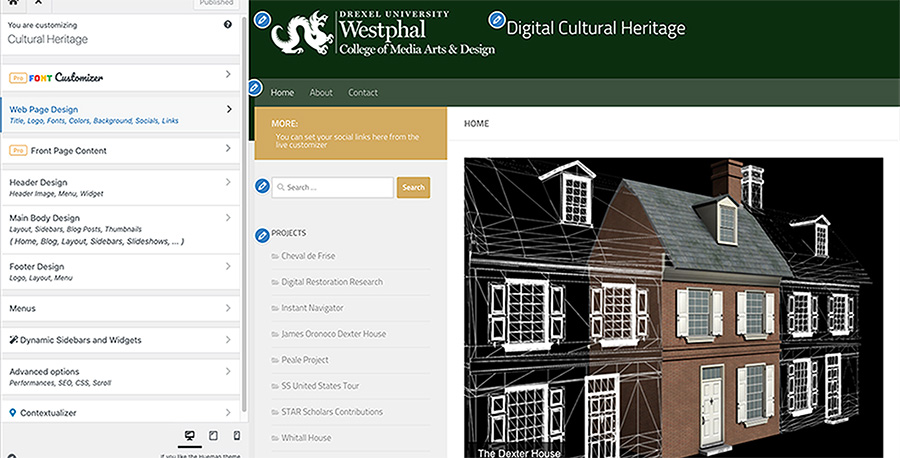 Published
You are customizing
Cultural Heritage
Pro FONT Customizer
Web Page Design
Title, Logo, Fonts, Colors, Background, Socials, Links
Pro Front Page Content
Header Design
Header Image, Menu, Widget
Main Body Design
Layout, Sidebars, Blog Posts, Thumbnails
( Home, Blog, Layout, Sidebars, Slideshows, ... )
Footer Design
Logo, Layout, Menu
Menus
Dynamic Sidebars and Widgets
Advanced options
Performances, SEO, CSS, Scroll
Contextualizer
If you like the Hueman theme
DREXEL UNIVERSITY
Westphal
College of Media Arts & Design
Digital Cultural Heritage
Home About Contact
MORE:
You can set your social links here from the
live customizer
Search ...
Search
PROJECTS
Cheval de Frise
Digital Restoration Research
Instant Navigator
James Oronoco Dexter House
Peale Project
SS United States Tour
STAR Scholars Contributions
Whitall House
HOME
The Dexter House